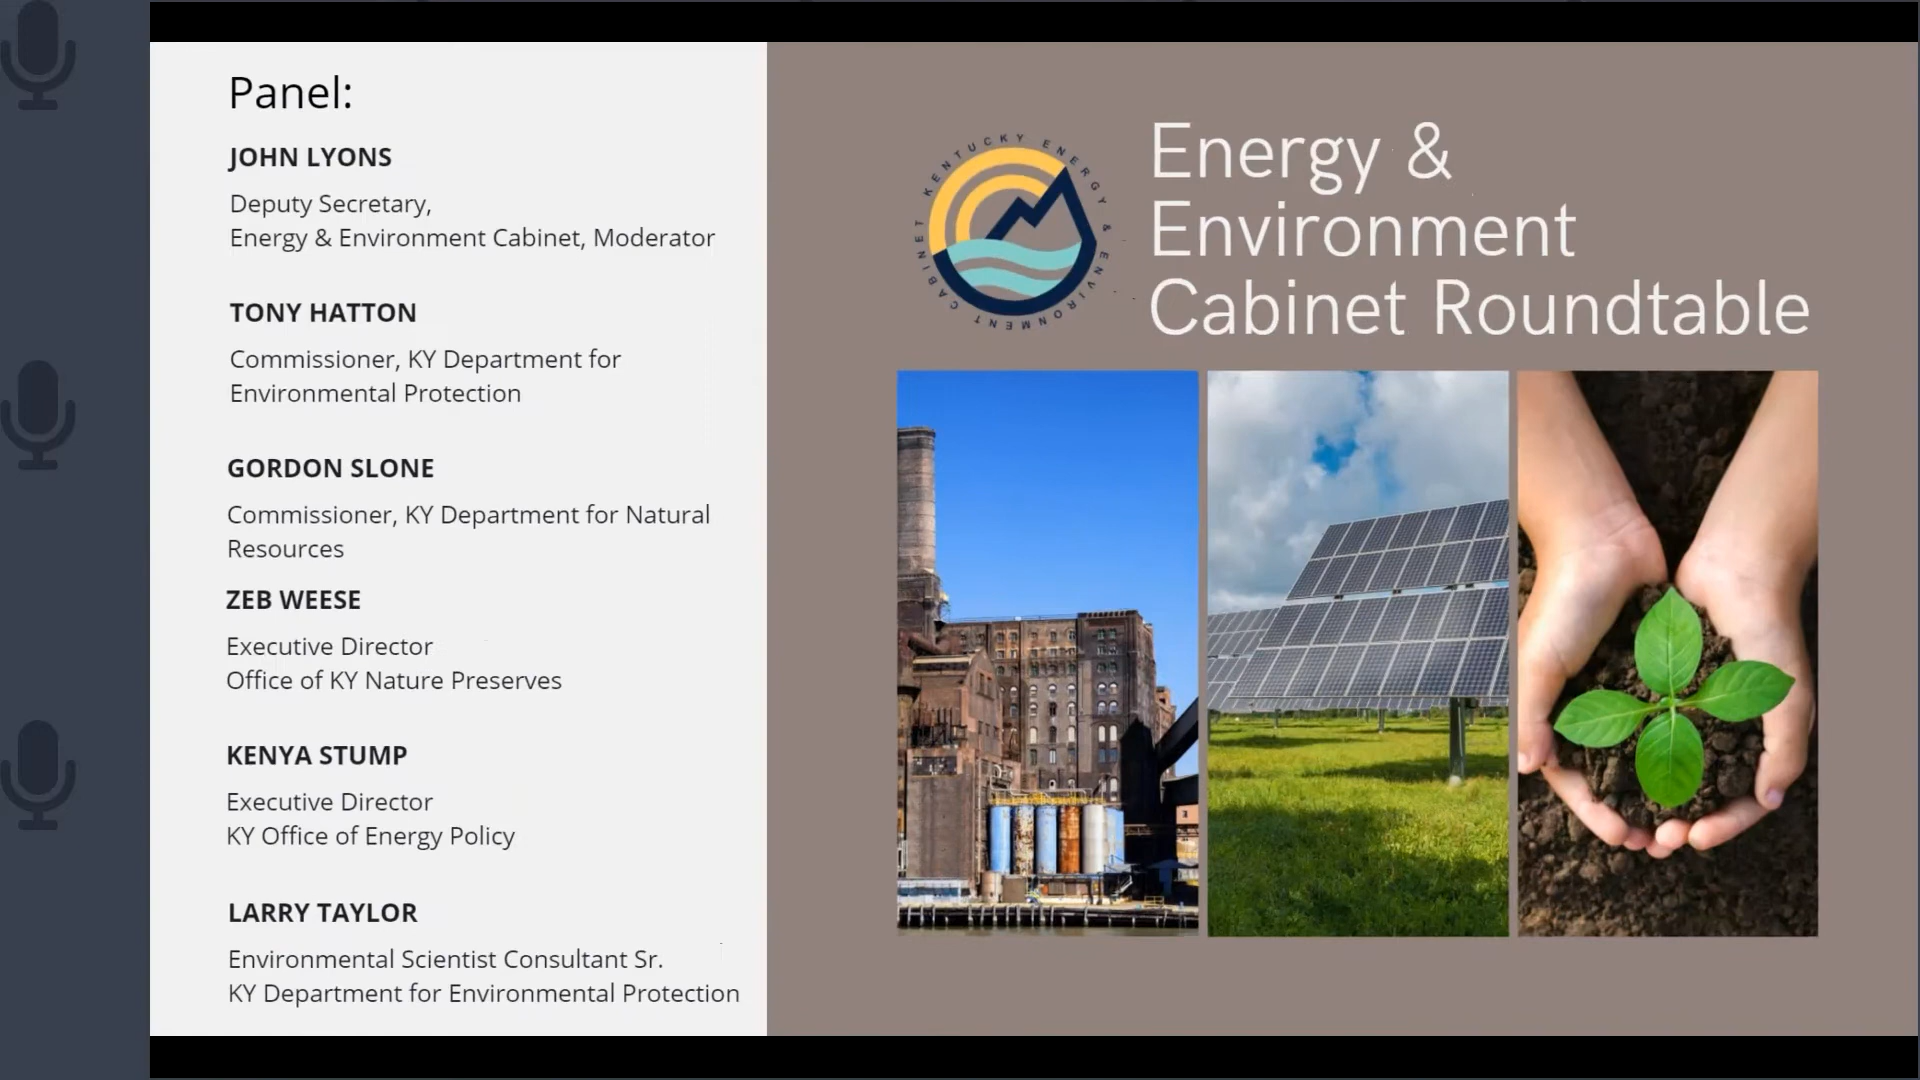 Panel:
JOHN LYONS
Deputy Secretary,
Energy & Environment Cabinet, Moderator
TONY HATTON
Commissioner, KY Department for
Environmental Protection
GORDON SLONE
Commissioner, KY Department for Natural
Resources
ZEB WEESE
Executive Director
Office of KY Nature Preserves
KENYA STUMP
Executive Director
KY Office of Energy Policy
LARRY TAYLOR
Environmental Scientist Consultant Sr.
KY Department for Environmental Protection
KENTUCKY ENERGY & ENVIRONMENT CABINET
Energy &
Environment
Cabinet Roundtable